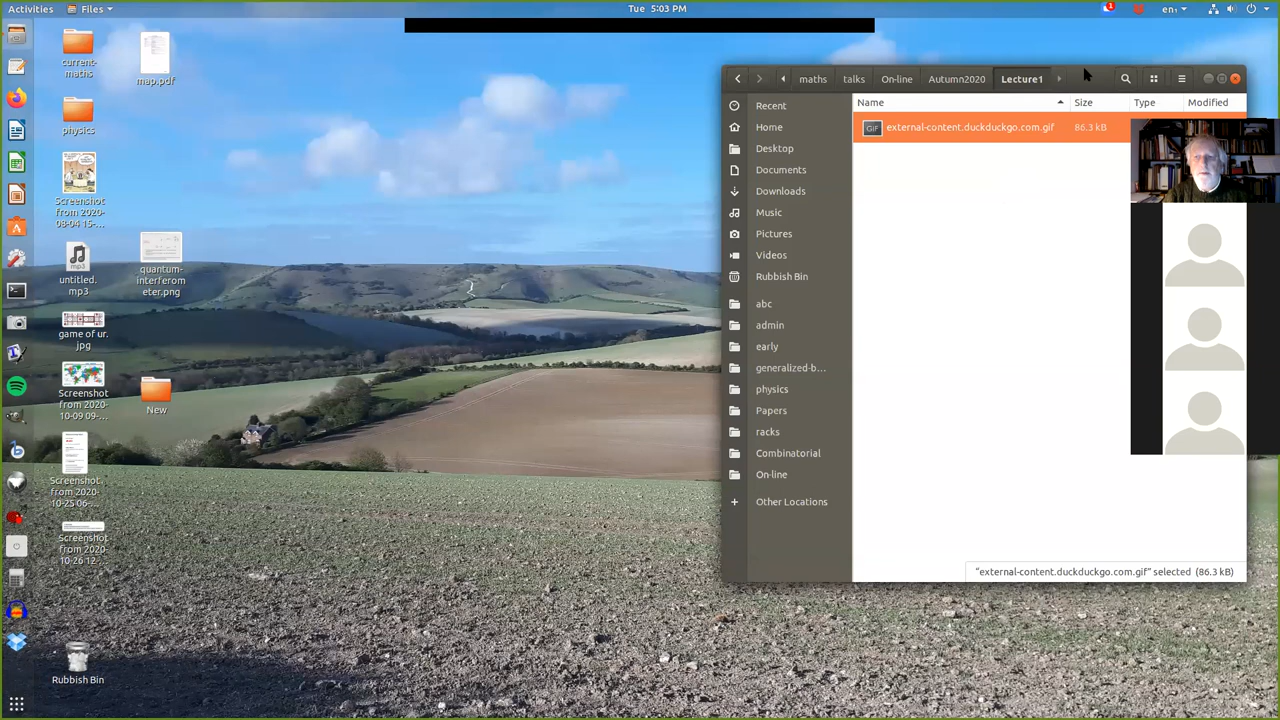 Activities
Files
Tue 5:03 PM
1
en₁
current-
maths
map.pdf
physics
Screenshot
from 2020-
08-04 15-…
untitled.
mp3
quantum-
interferom
eter.png
game of ur.
jpg
Screenshot
from 2020-
10-09 09-…
New
Screenshot
from 2020-
10-25 06-…
Screenshot
from 2020-
10-26 12-…
Rubbish Bin
maths
talks
On-line
Autumn2020
Lecture1
Recent
Home
Desktop
Documents
Downloads
Music
Pictures
Videos
Rubbish Bin
abc
admin
early
generalized-b…
physics
Papers
racks
Combinatorial
On-line
Other Locations
Name
Size
Type
Modified
GIF
external-content.duckduckgo.com.gif
86.3 kB
“external-content.duckduckgo.com.gif” selected (86.3 kB)